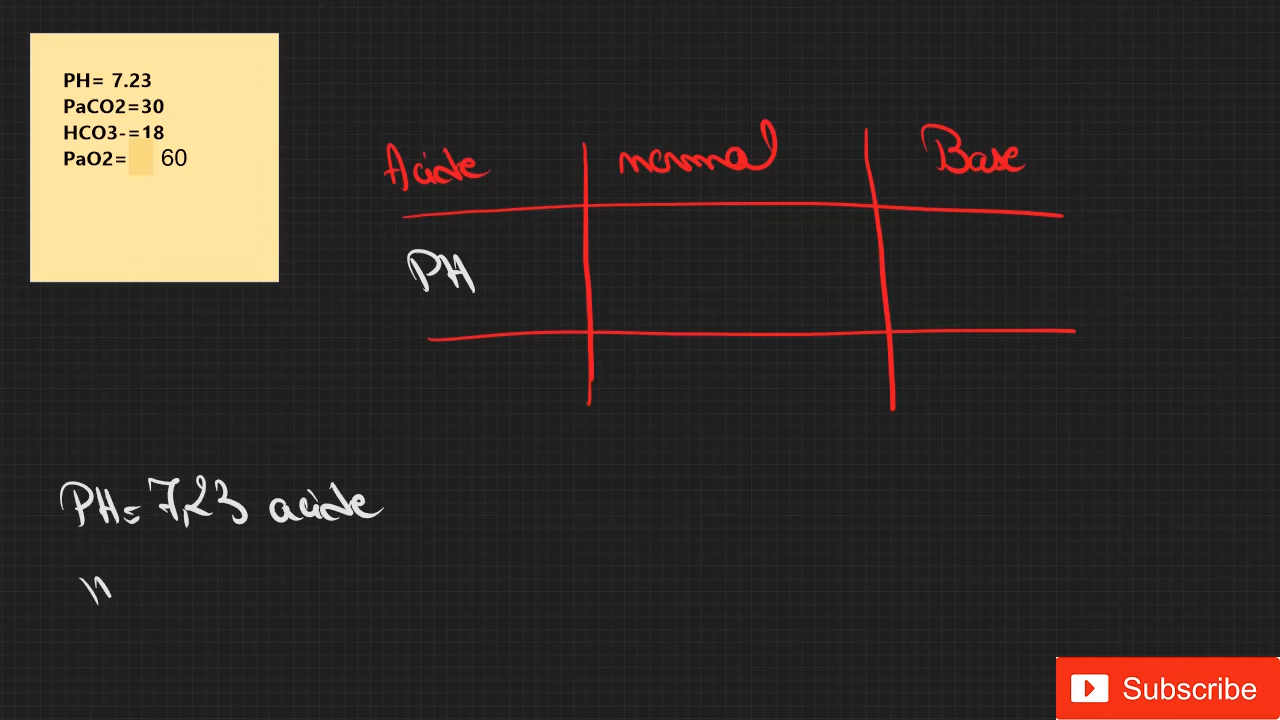 PH= 7.23
PaCO2=30
HCO3-=18
PaO2= 60
Acide normal Base
PH
PH= 7,23 acide
Subscribe